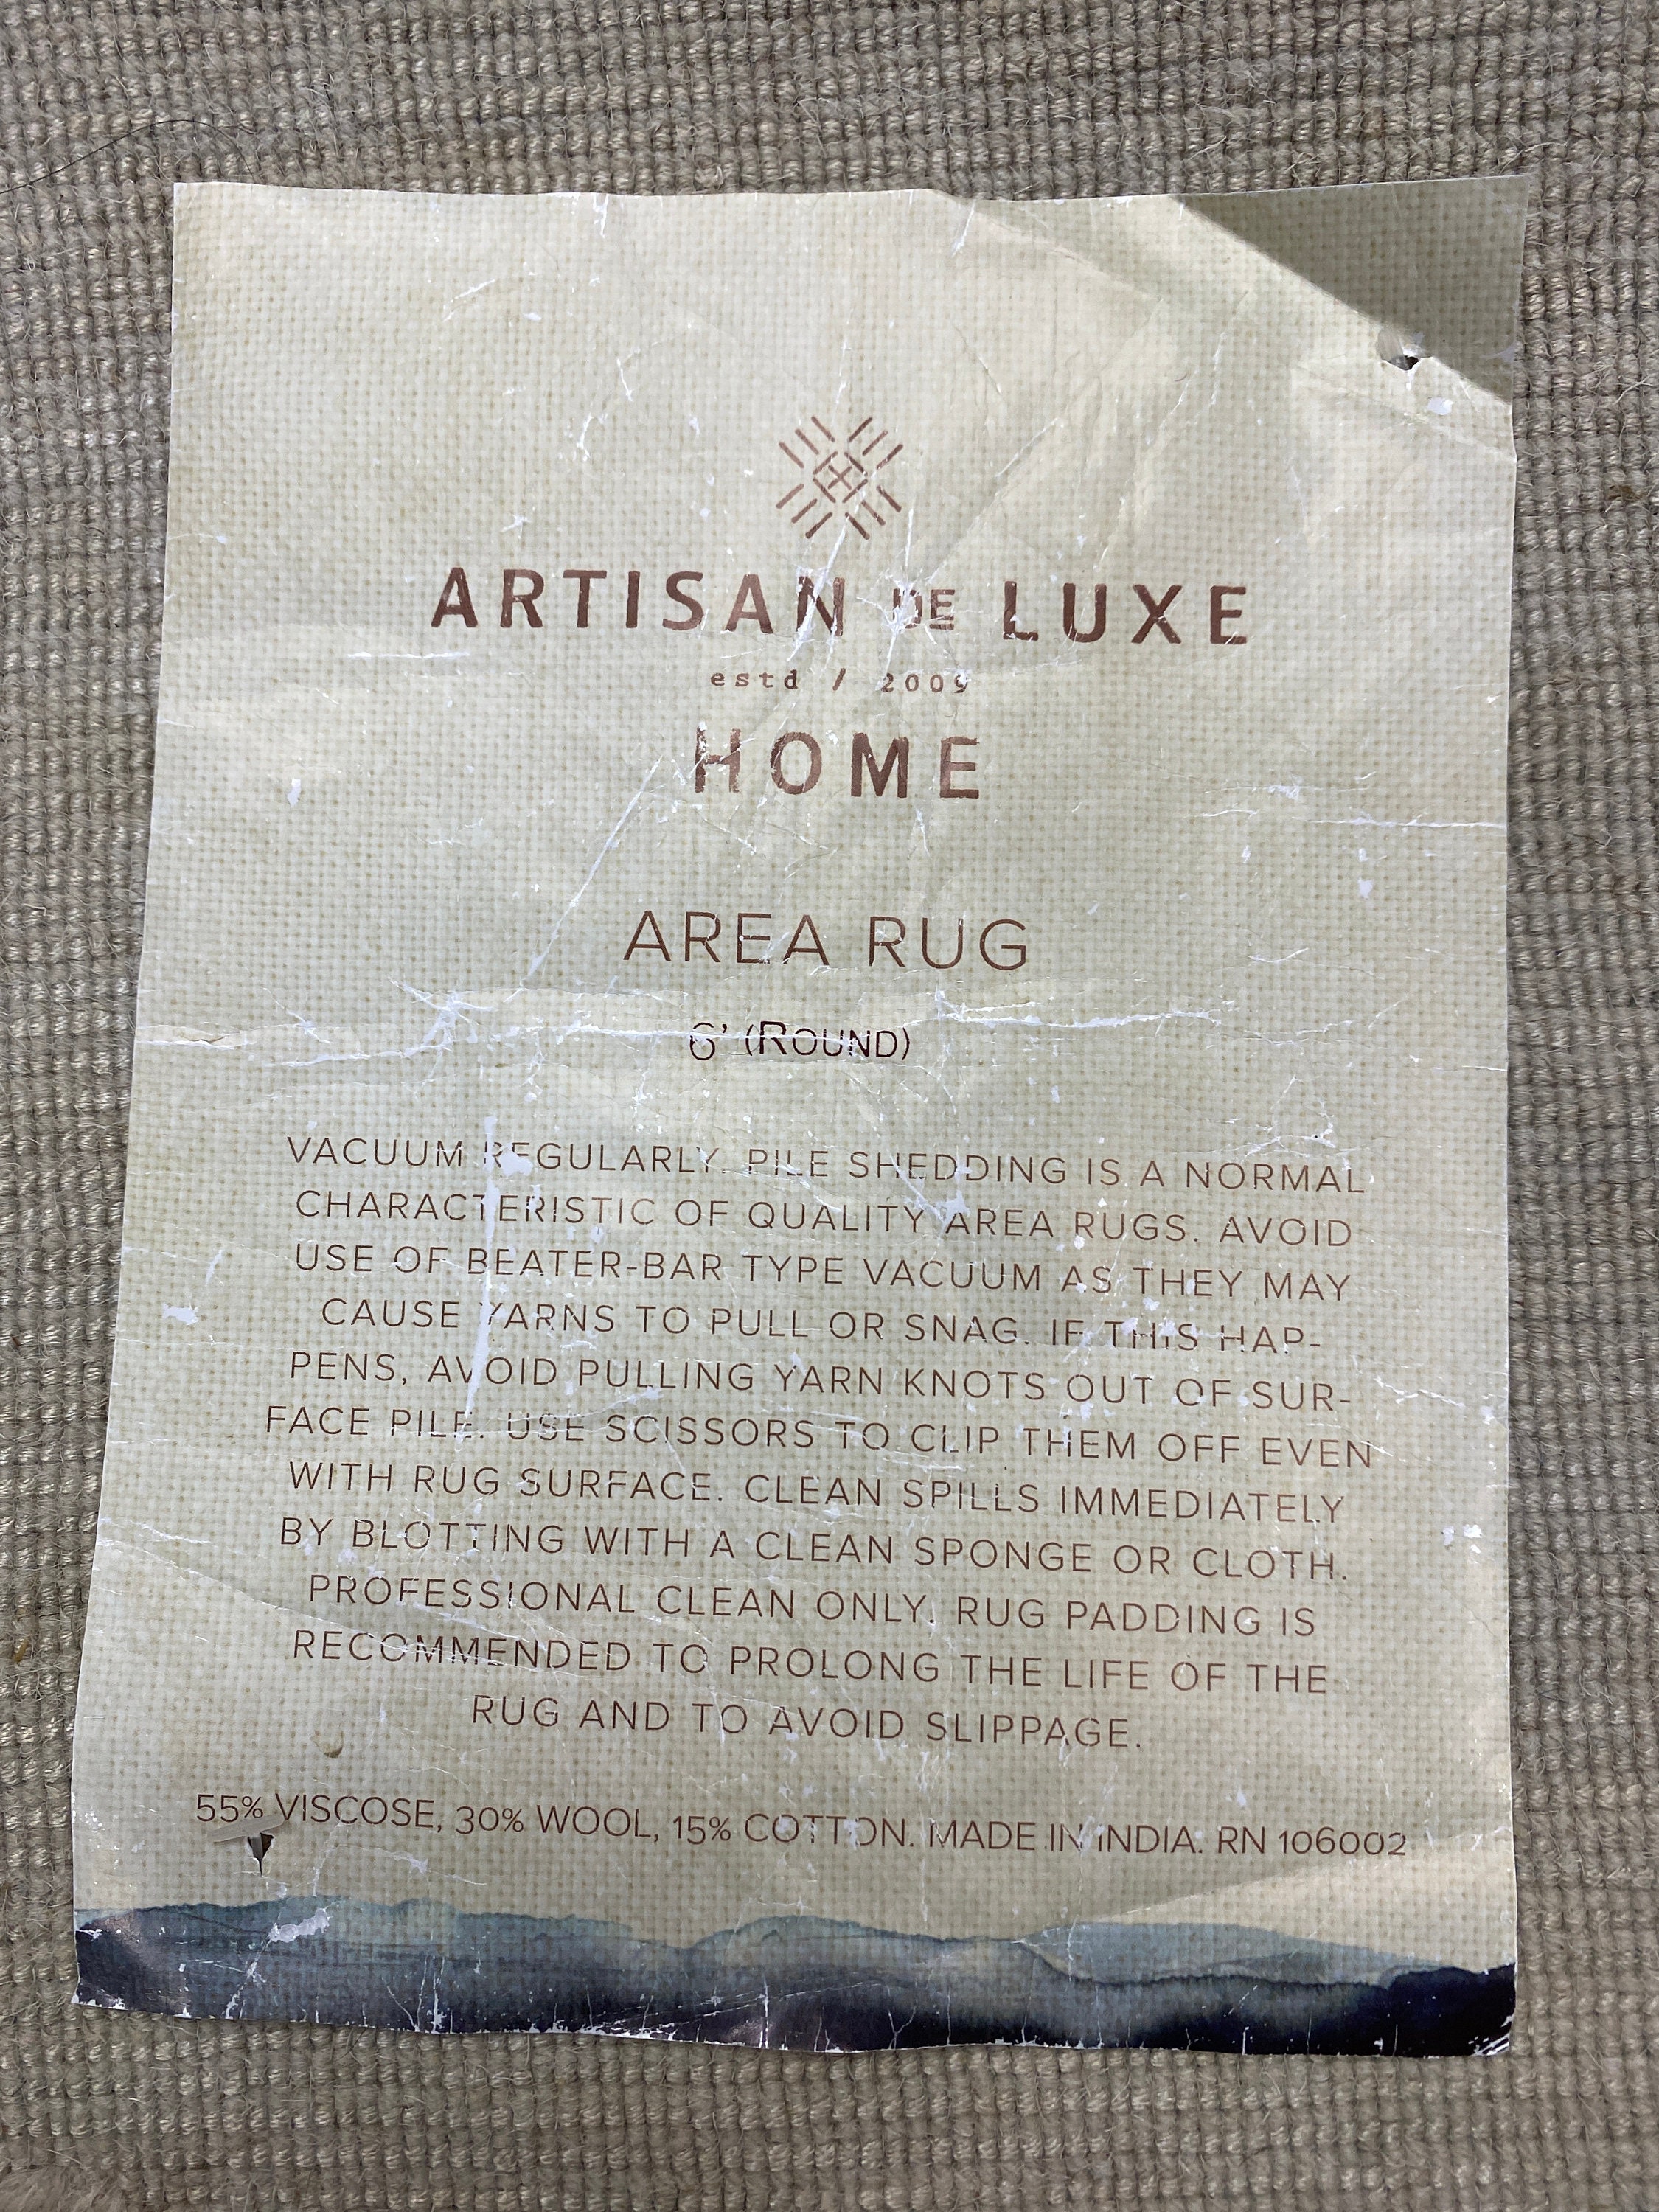 ARTISAN DE LUXE
estd / 2009
HOME
AREA RUG
6' (ROUND)
VACUUM REGULARLY. PILE SHEDDING IS A NORMAL
CHARACTERISTIC OF QUALITY AREA RUGS. AVOID
USE OF BEATER-BAR TYPE VACUUM AS THEY MAY
CAUSE YARNS TO PULL OR SNAG. IF THIS HAP-
PENS, AVOID PULLING YARN KNOTS OUT OF SUR-
FACE PILE. USE SCISSORS TO CLIP THEM OFF EVEN
WITH RUG SURFACE. CLEAN SPILLS IMMEDIATELY
BY BLOTTING WITH A CLEAN SPONGE OR CLOTH.
PROFESSIONAL CLEAN ONLY. RUG PADDING IS
RECOMMENDED TO PROLONG THE LIFE OF THE
RUG AND TO AVOID SLIPPAGE.
55% VISCOSE, 30% WOOL, 15% COTTON. MADE IN INDIA. RN 106002